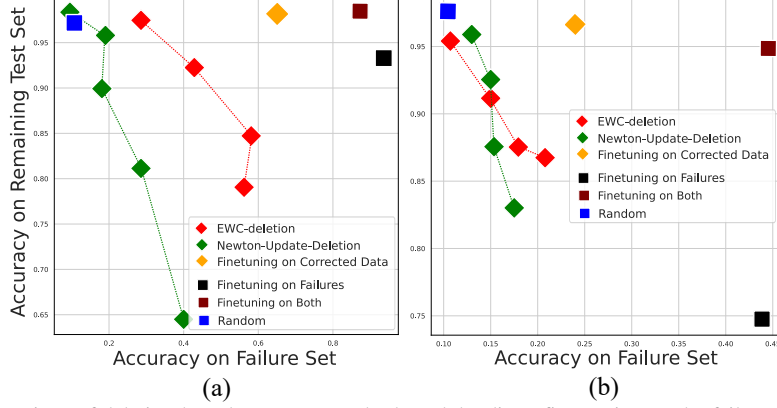 Accuracy on Remaining Test Set
0.95
0.90
0.85
0.80
0.75
0.70
0.65
0.2
0.4
0.6
0.8
EWC-deletion
Newton-Update-Deletion
Finetuning on Corrected Data
Finetuning on Failures
Finetuning on Both
Random
Accuracy on Failure Set
(a)
0.95
0.90
0.85
0.80
0.75
0.10
0.15
0.20
0.25
0.30
0.35
0.40
0.45
EWC-deletion
Newton-Update-Deletion
Finetuning on Corrected Data
Finetuning on Failures
Finetuning on Both
Random
Accuracy on Failure Set
(b)